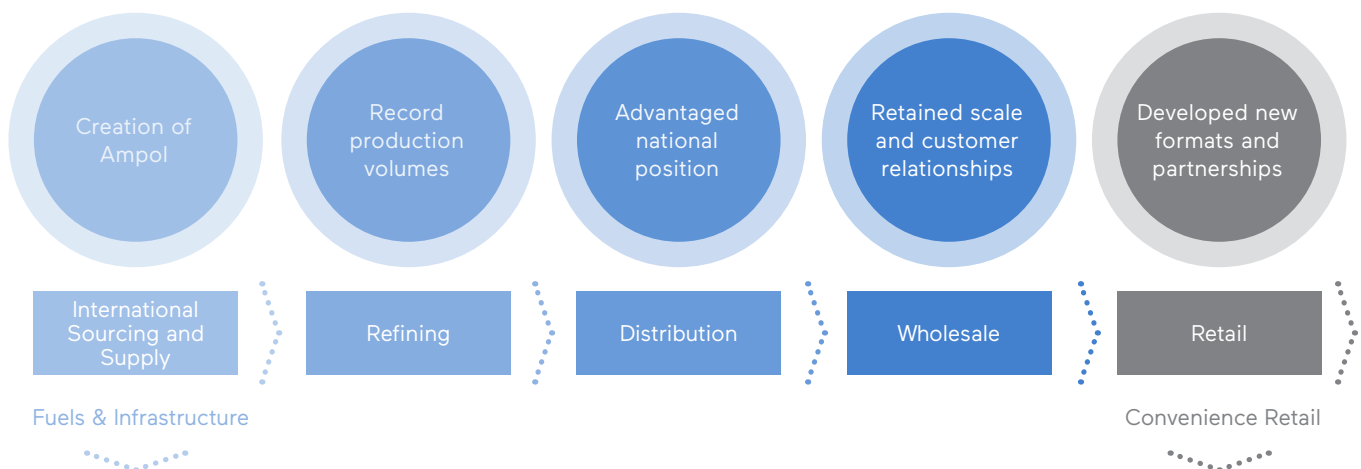 Creation of
Ampol
Record
production
volumes
Advantaged
national
position
Retained scale
and customer
relationships
Developed new
formats and
partnerships
International
Sourcing and
Supply
Refining
Distribution
Wholesale
Retail
Fuels & Infrastructure
Convenience Retail